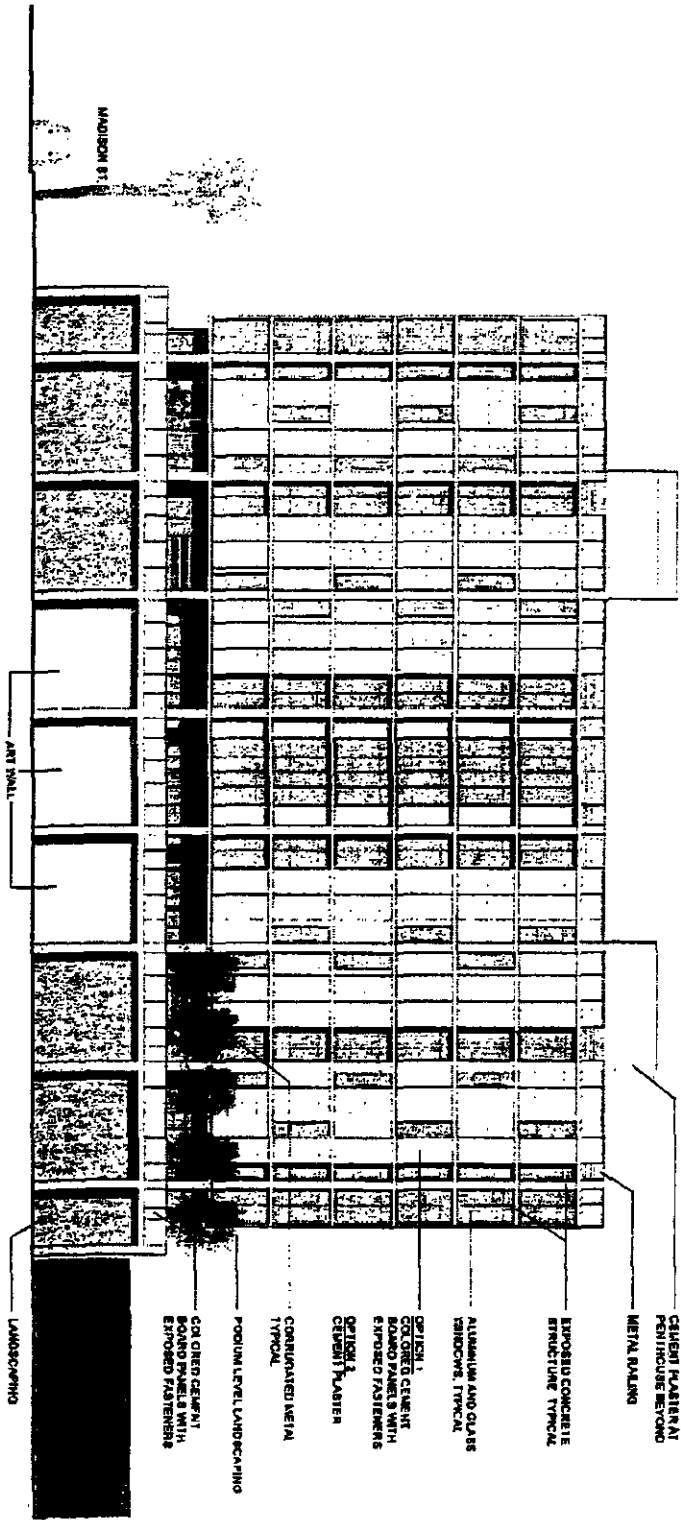 MADISON ST.
CEMENT PLASTER AT
PENTHOUSE BEYOND
METAL RAILING
EXPOSED CONCRETE
STRUCTURE, TYPICAL
ALUMINUM AND GLASS
WINDOWS, TYPICAL
OPTION 1
COLORED CEMENT
BOARD PANELS WITH
EXPOSED FASTENERS
OPTION 2
CEMENT PLASTER
CORRUGATED METAL
TYPICAL
PODIUM LEVEL LANDSCAPING
COLORED CEMENT
BOARD PANELS WITH
EXPOSED FASTENERS
LANDSCAPING
ART WALL